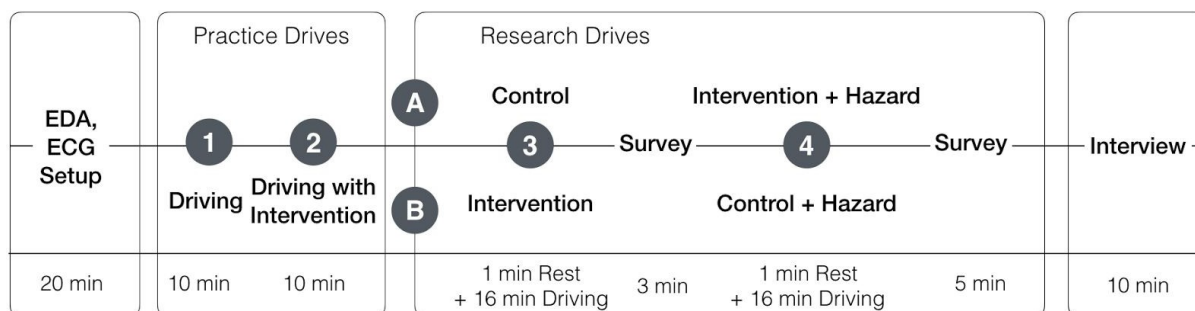 Practice Drives
Research Drives
EDA,
ECG
Setup
1
Driving
2
Driving with
Intervention
A
B
Control
3
Intervention
Survey
Intervention + Hazard
4
Control + Hazard
Survey
Interview
20 min
10 min
10 min
1 min Rest
+ 16 min Driving
3 min
1 min Rest
+ 16 min Driving
5 min
10 min